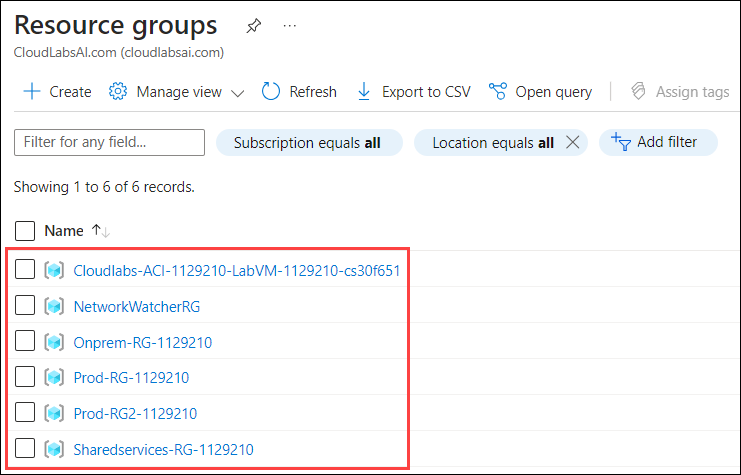 Resource groups ...
CloudLabsAI.com (cloudlabsai.com)
Create Manage view Refresh Export to CSV Open query Assign tags
Filter for any field... Subscription equals all Location equals all Add filter
Showing 1 to 6 of 6 records.
Name
Cloudlabs-ACI-1129210-LabVM-1129210-cs30f651
NetworkWatcherRG
Onprem-RG-1129210
Prod-RG-1129210
Prod-RG2-1129210
Sharedservices-RG-1129210